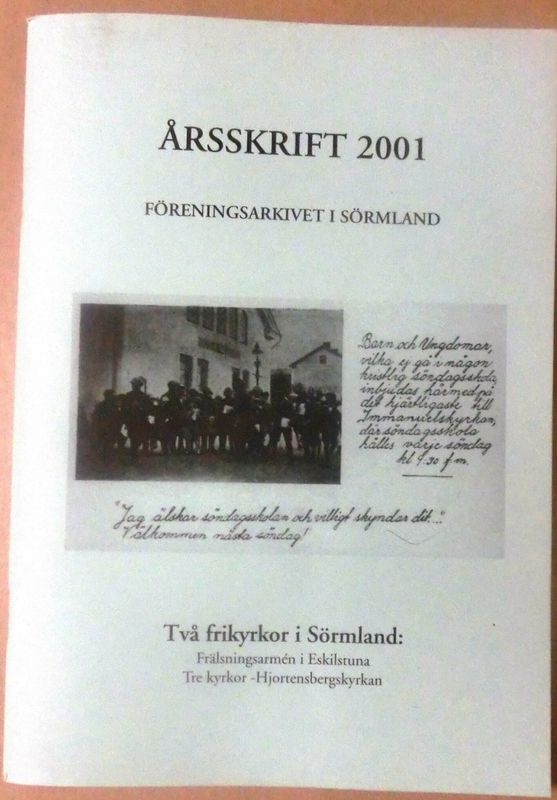 ÅRSSKRIFT 2001
FÖRENINGSARKIVET I SÖRMLAND
Barn och Ungdomar,
vilka ej gå i någon
kristlig söndagsskola,
inbjudas härmed på
det hjärtligaste till
Immanuelskyrkan,
där söndagsskola
hålles varje söndag
kl 9.30 f.m.
"Jag älskar söndagsskolan och villigt skyndar dit..."
Välkommen nästa söndag!
Två frikyrkor i Sörmland:
Frälsningsarmén i Eskilstuna
Tre kyrkor -Hjortensbergskyrkan